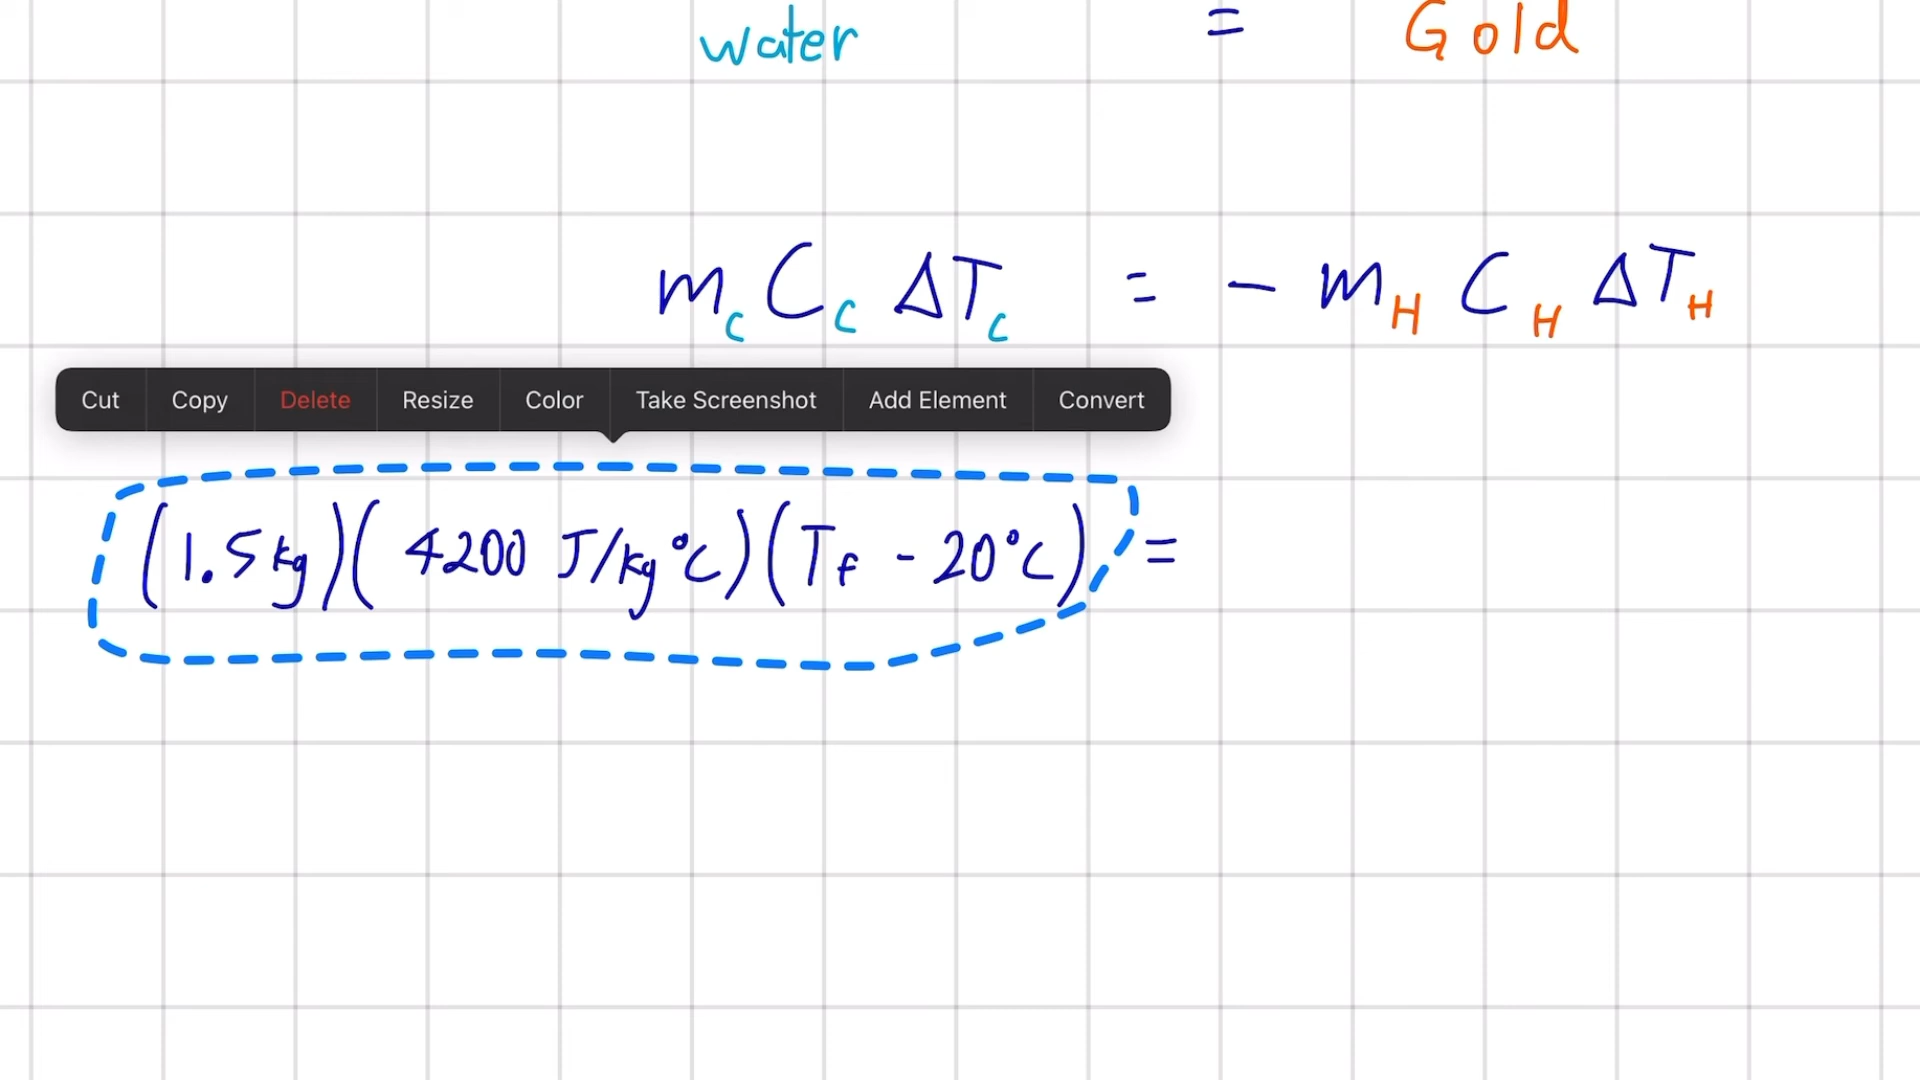 water = Gold
m_c C_c ΔT_c = - m_H C_H ΔT_H
Cut Copy Delete Resize Color Take Screenshot Add Element Convert
(1.5 kg)(4200 J/kg°C)(T_f - 20°C) =